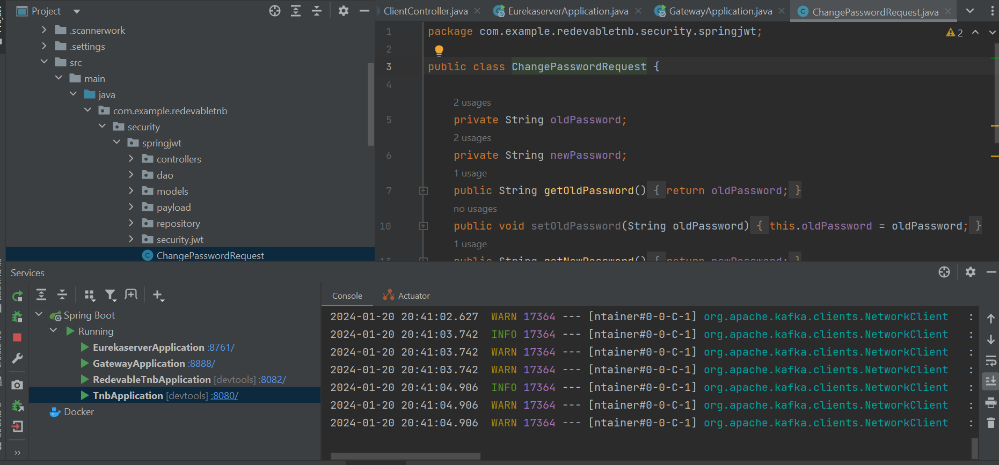 Project
ClientController.java
EurekaserverApplication.java
GatewayApplication.java
ChangePasswordRequest.java
.scannerwork
.settings
src
main
java
com.example.redevabletnb
security
springjwt
controllers
dao
models
payload
repository
security.jwt
ChangePasswordRequest
1 package com.example.redevabletnb.security.springjwt;
2
2
3 public class ChangePasswordRequest {
4
2 usages
5 private String oldPassword;
2 usages
6 private String newPassword;
1 usage
7 public String getOldPassword() { return oldPassword; }
no usages
10 public void setOldPassword(String oldPassword) { this.oldPassword = oldPassword; }
1 usage
13 public String getNewPassword() { return newPassword; }
Services
Spring Boot
Running
EurekaserverApplication :8761/
GatewayApplication :8888/
RedevableTnbApplication [devtools] :8082/
TnbApplication [devtools] :8080/
Docker
Console
Actuator
2024-01-20 20:41:02.627 WARN 17364 --- [ntainer#0-0-C-1] org.apache.kafka.clients.NetworkClient :
2024-01-20 20:41:03.742 INFO 17364 --- [ntainer#0-0-C-1] org.apache.kafka.clients.NetworkClient :
2024-01-20 20:41:03.742 WARN 17364 --- [ntainer#0-0-C-1] org.apache.kafka.clients.NetworkClient :
2024-01-20 20:41:03.742 WARN 17364 --- [ntainer#0-0-C-1] org.apache.kafka.clients.NetworkClient :
2024-01-20 20:41:04.906 INFO 17364 --- [ntainer#0-0-C-1] org.apache.kafka.clients.NetworkClient :
2024-01-20 20:41:04.906 WARN 17364 --- [ntainer#0-0-C-1] org.apache.kafka.clients.NetworkClient :
2024-01-20 20:41:04.906 WARN 17364 --- [ntainer#0-0-C-1] org.apache.kafka.clients.NetworkClient :